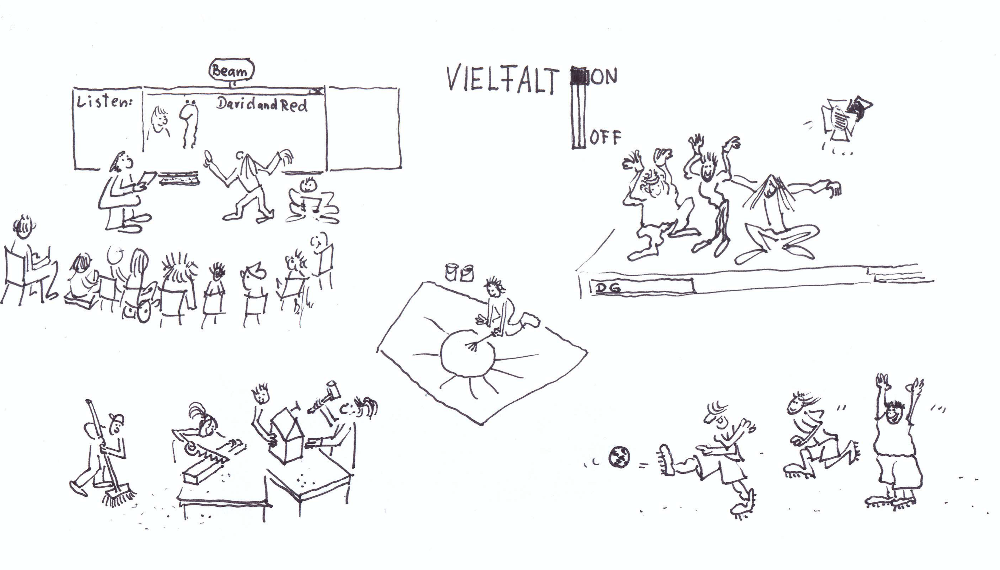 Beam
Listen:
David and Red
VIELFALT
ON
OFF
DG